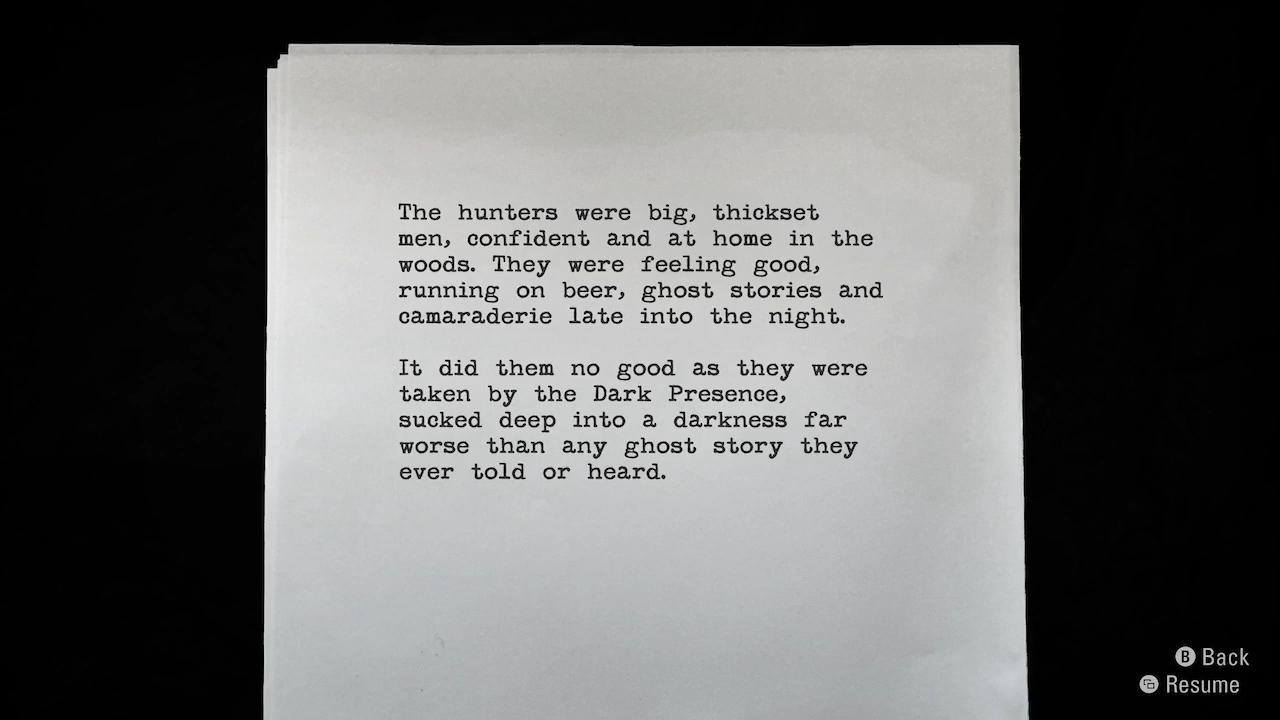 The hunters were big, thickset
men, confident and at home in the
woods. They were feeling good,
running on beer, ghost stories and
camaraderie late into the night.
It did them no good as they were
taken by the Dark Presence,
sucked deep into a darkness far
worse than any ghost story they
ever told or heard.
B Back
Resume